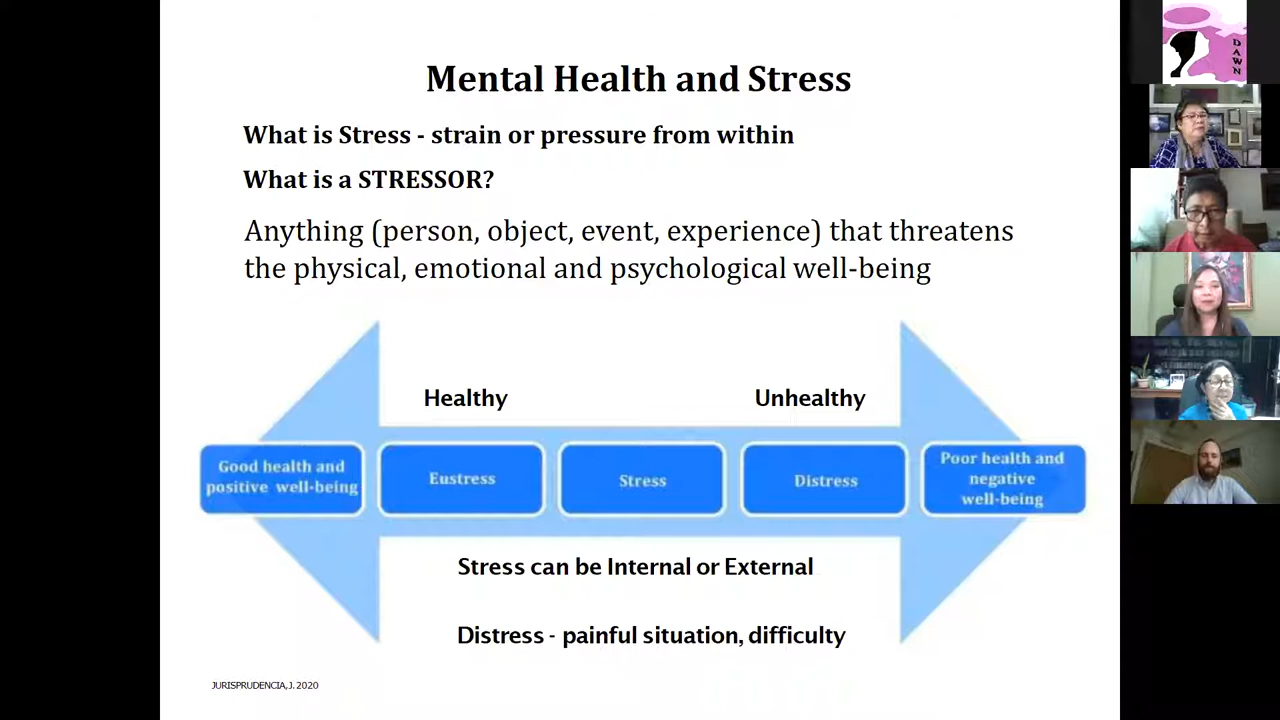 Mental Health and Stress
What is Stress - strain or pressure from within
What is a STRESSOR?
Anything (person, object, event, experience) that threatens
the physical, emotional and psychological well-being
Healthy
Unhealthy
Good health and
positive well-being
Eustress
Stress
Distress
Poor health and
negative
well-being
Stress can be Internal or External
Distress - painful situation, difficulty
JURISPRUDENCIA, J. 2020
DAWN